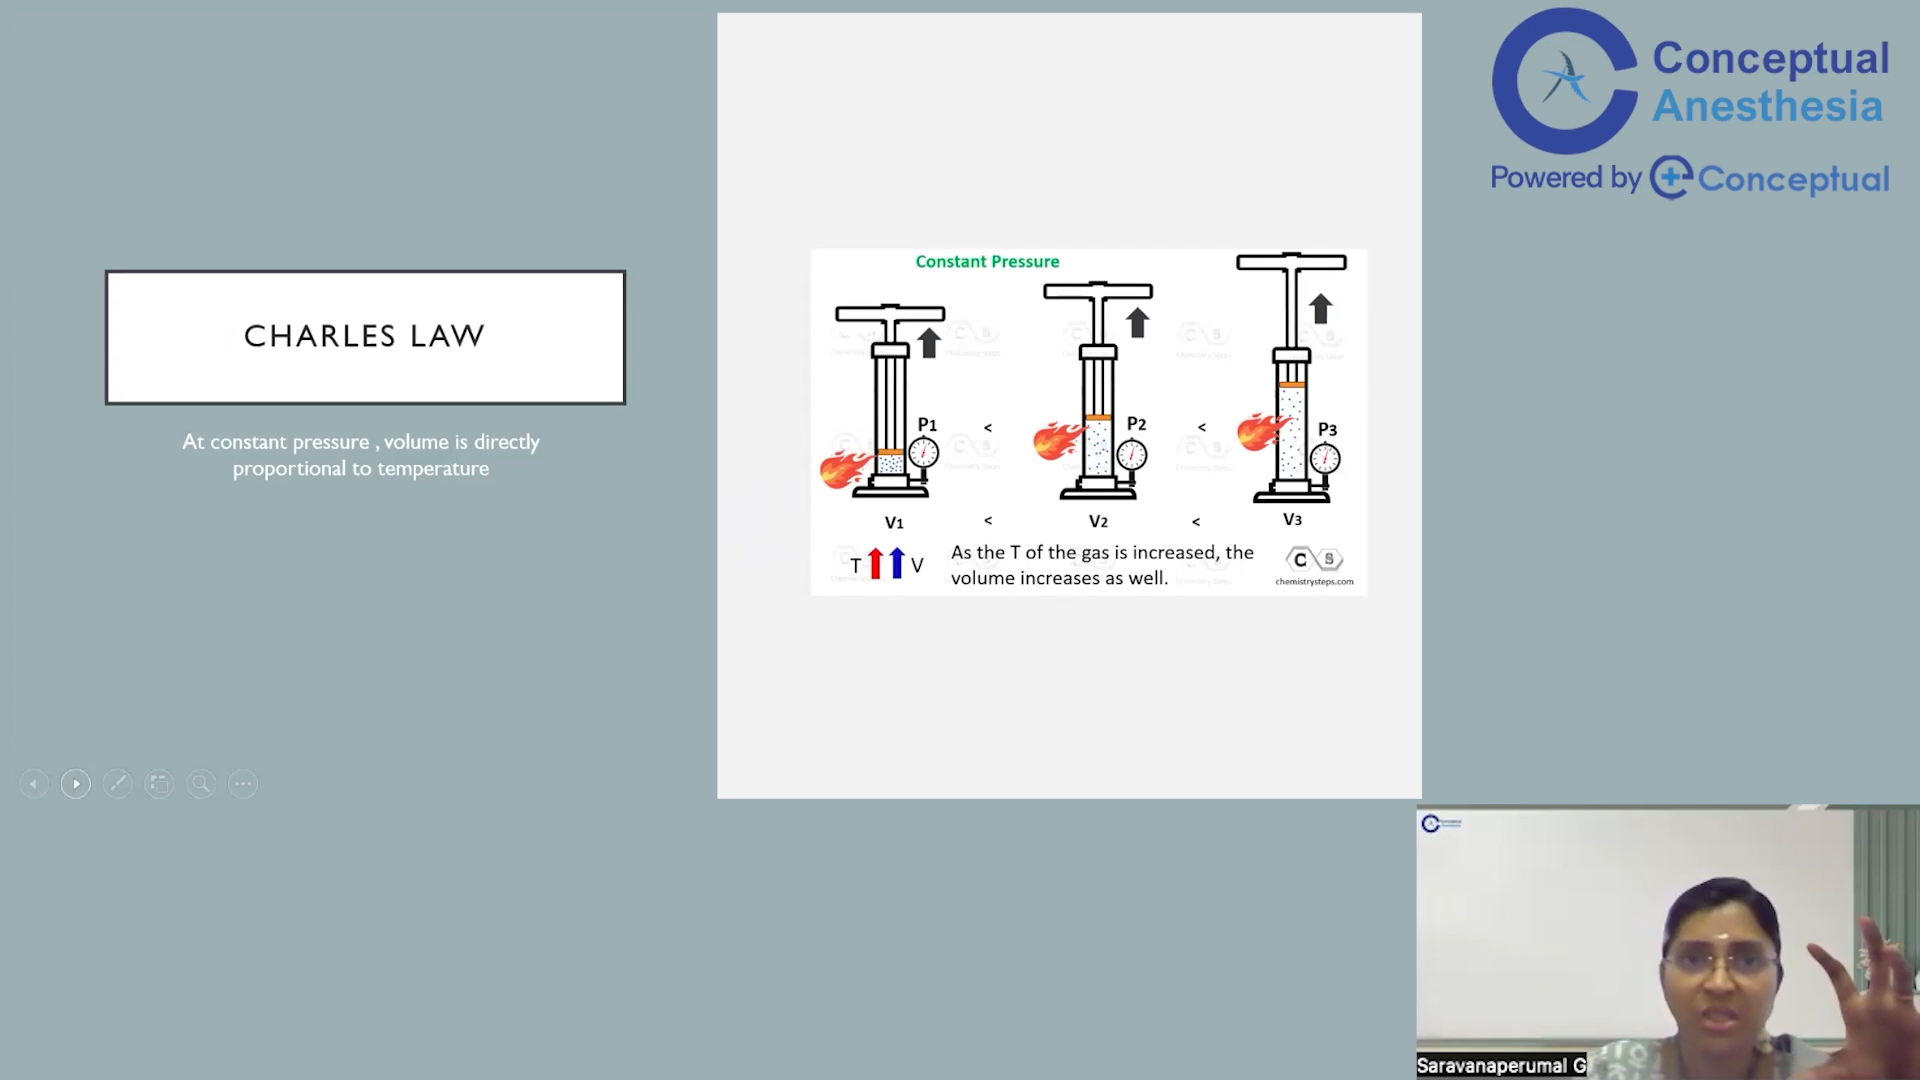 CHARLES LAW
At constant pressure , volume is directly
proportional to temperature
Constant Pressure
P1 < P2 < P3
V1 < V2 < V3
T V
As the T of the gas is increased, the
volume increases as well.
C S
chemistrysteps.com
Conceptual
Anesthesia
Powered by Conceptual
Saravanaperumal G